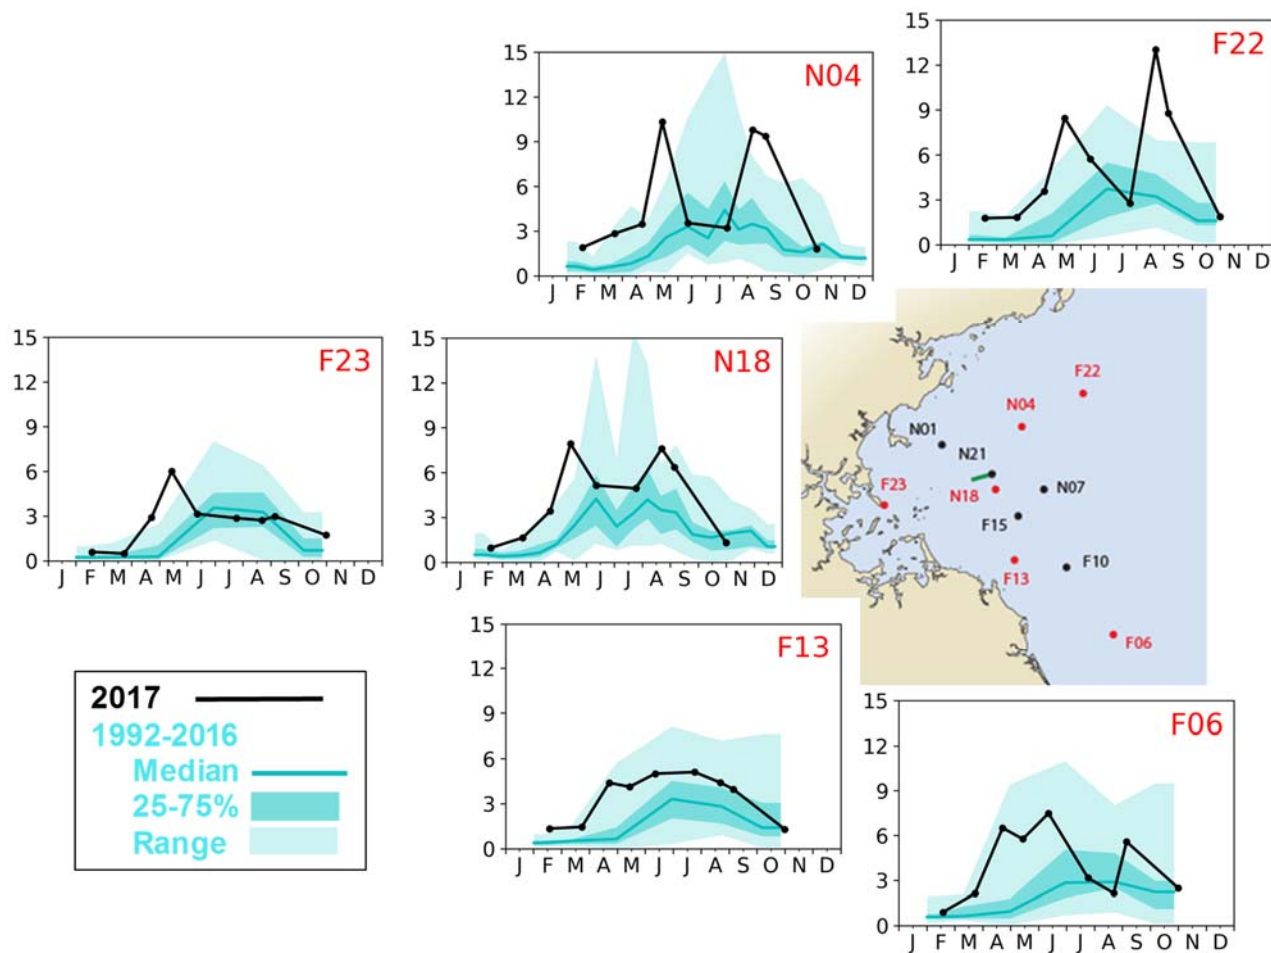 N04
15
12
9
6
3
0
J F M A M J J A S O N D
F22
15
12
9
6
3
0
J F M A M J J A S O N D
F23
15
12
9
6
3
0
J F M A M J J A S O N D
N18
15
12
9
6
3
0
J F M A M J J A S O N D
F22
N04
N01
N21
F23
N18
N07
F15
F13
F10
F06
F13
15
12
9
6
3
0
J F M A M J J A S O N D
2017
1992-2016
Median
25-75%
Range
F06
15
12
9
6
3
0
J F M A M J J A S O N D